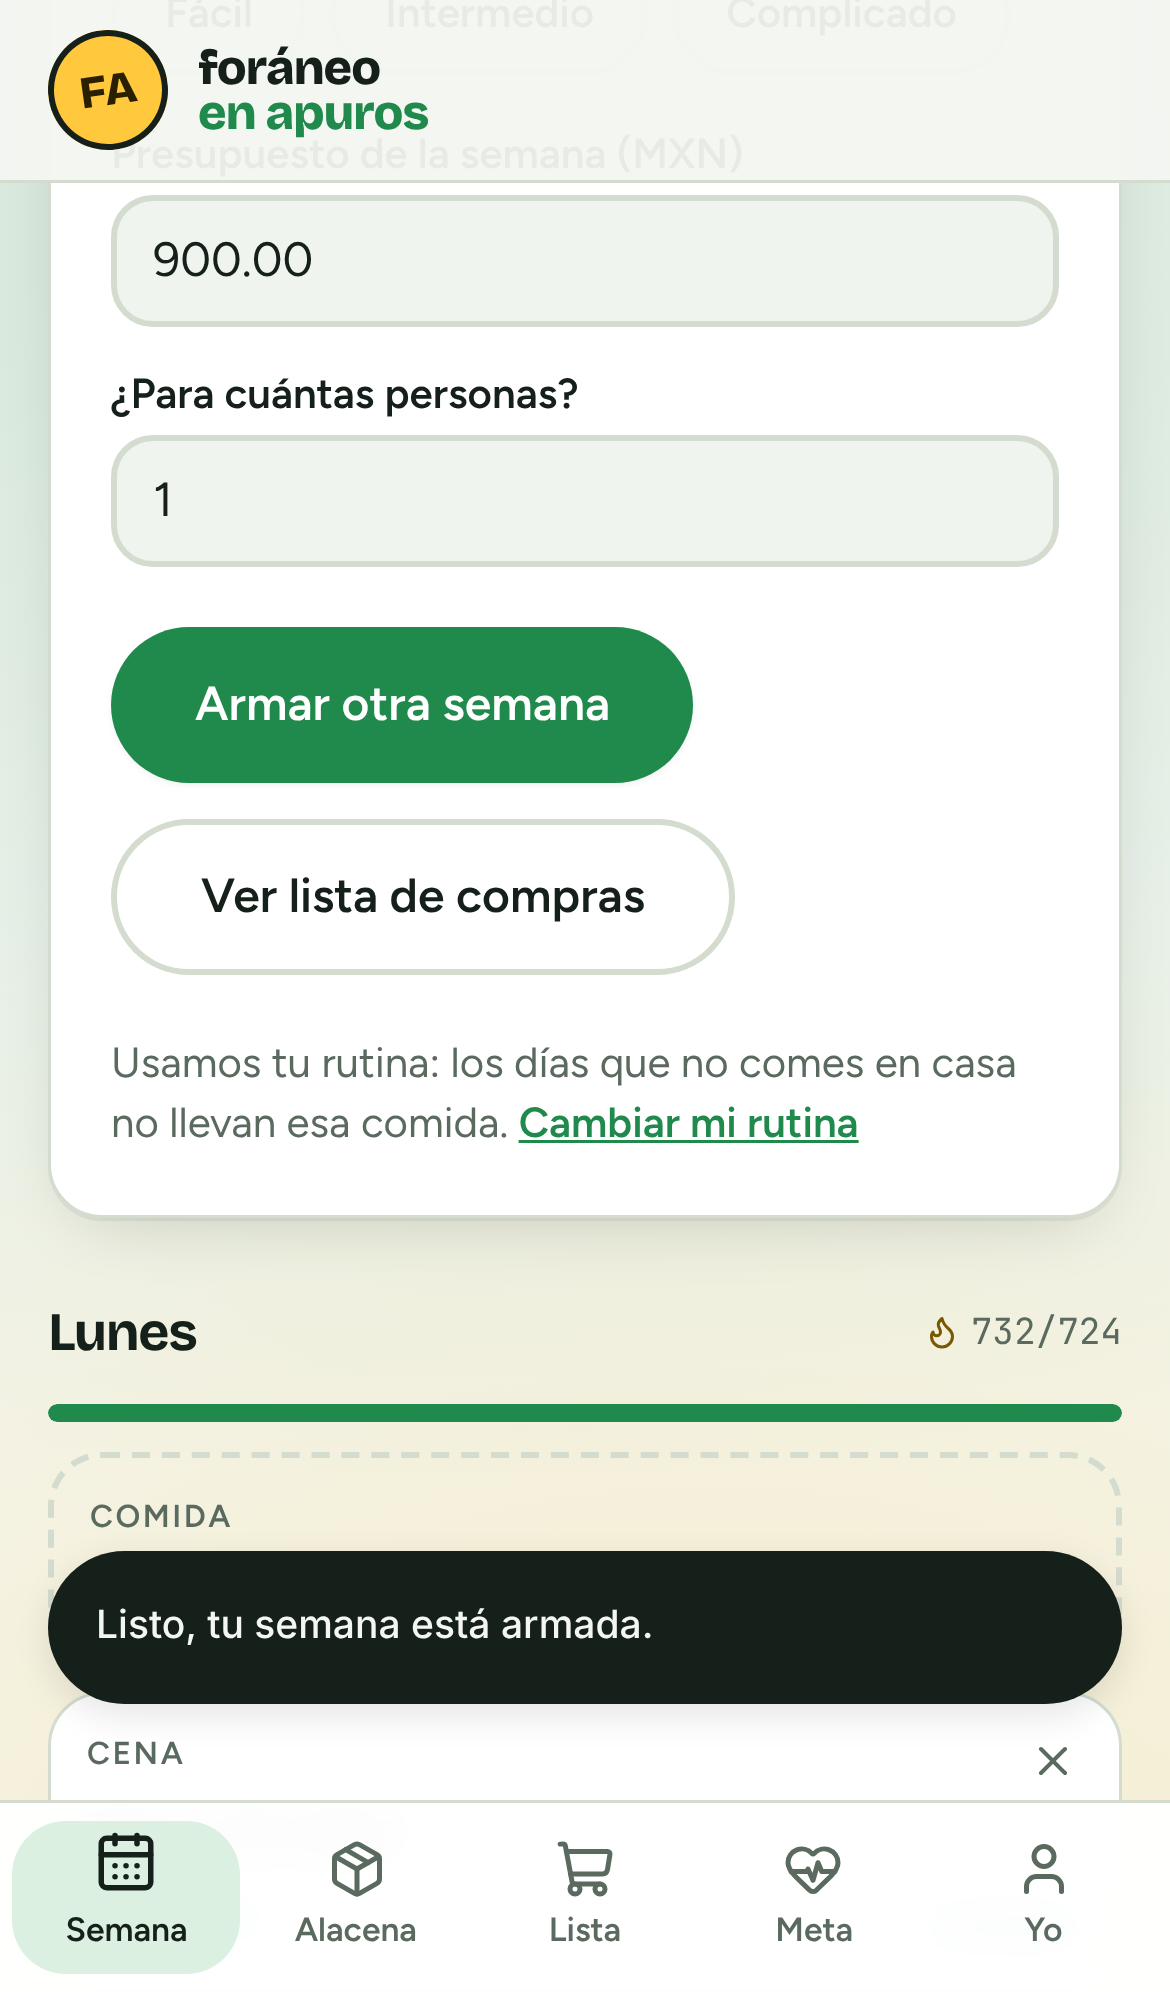 Fácil Intermedio Complicado
FA
foráneo
en apuros
Presupuesto de la semana (MXN)
900.00
¿Para cuántas personas?
1
Armar otra semana
Ver lista de compras
Usamos tu rutina: los días que no comes en casa
no llevan esa comida. Cambiar mi rutina
Lunes 732/724
COMIDA
Listo, tu semana está armada.
CENA
Semana Alacena Lista Meta Yo